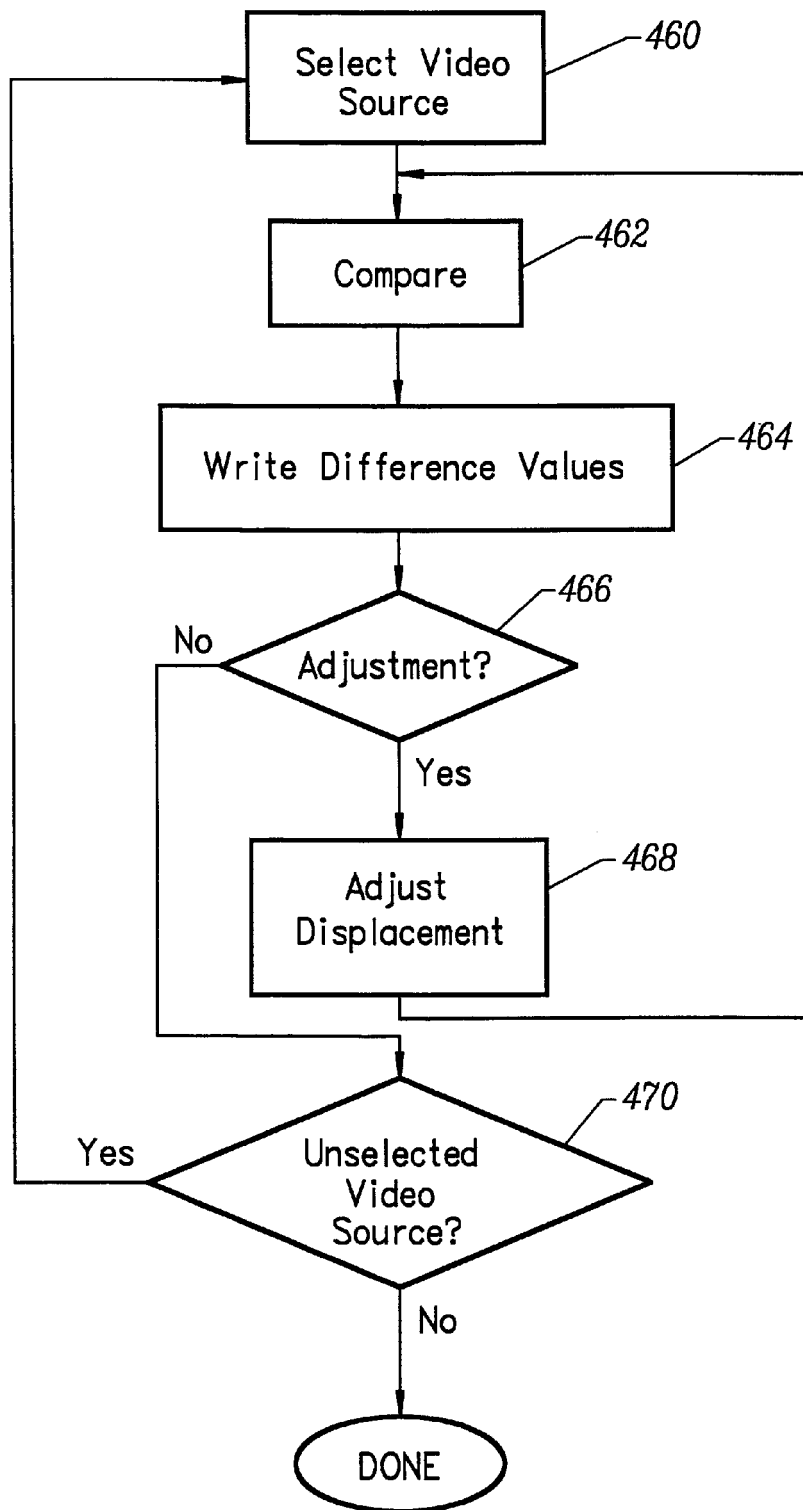 Select Video
Source
460
Compare
462
Write Difference Values
464
Adjustment?
466
No
Yes
Adjust
Displacement
468
Unselected
Video
Source?
470
Yes
No
DONE